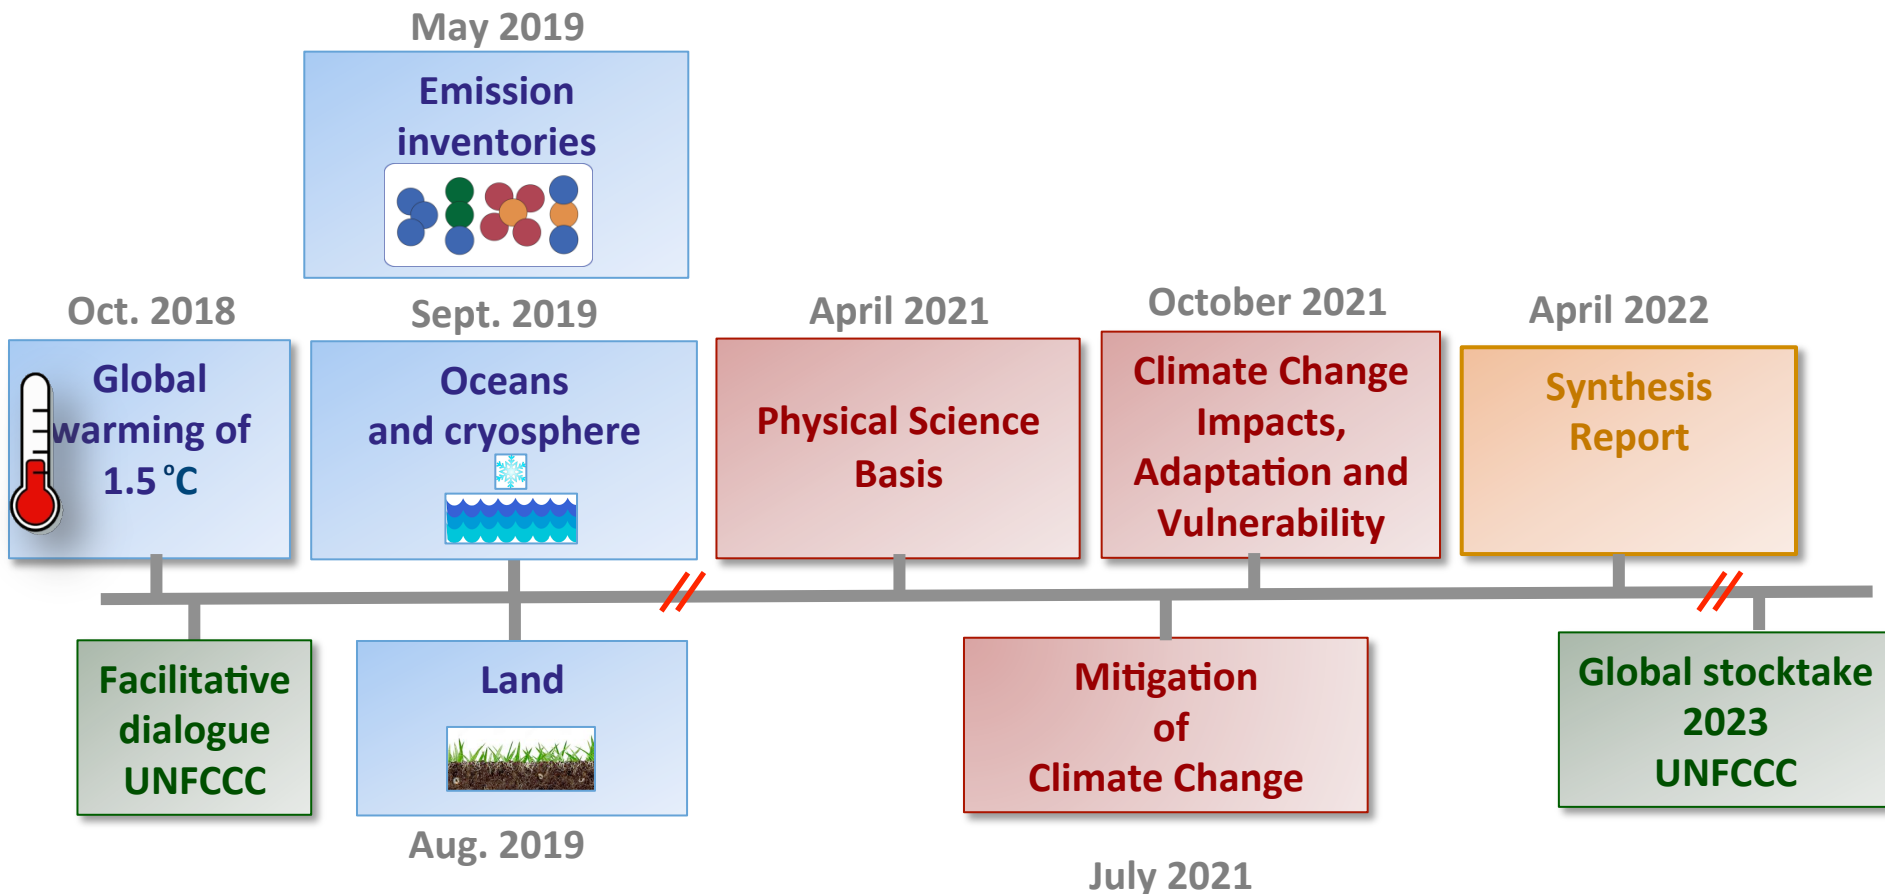 May 2019
Emission
inventories
Oct. 2018
Global
warming of
1.5 °C
Sept. 2019
Oceans
and cryosphere
April 2021
Physical Science
Basis
October 2021
Climate Change
Impacts,
Adaptation and
Vulnerability
April 2022
Synthesis
Report
Facilitative
dialogue
UNFCCC
Land
Aug. 2019
Mitigation
of
Climate Change
July 2021
Global stocktake
2023
UNFCCC